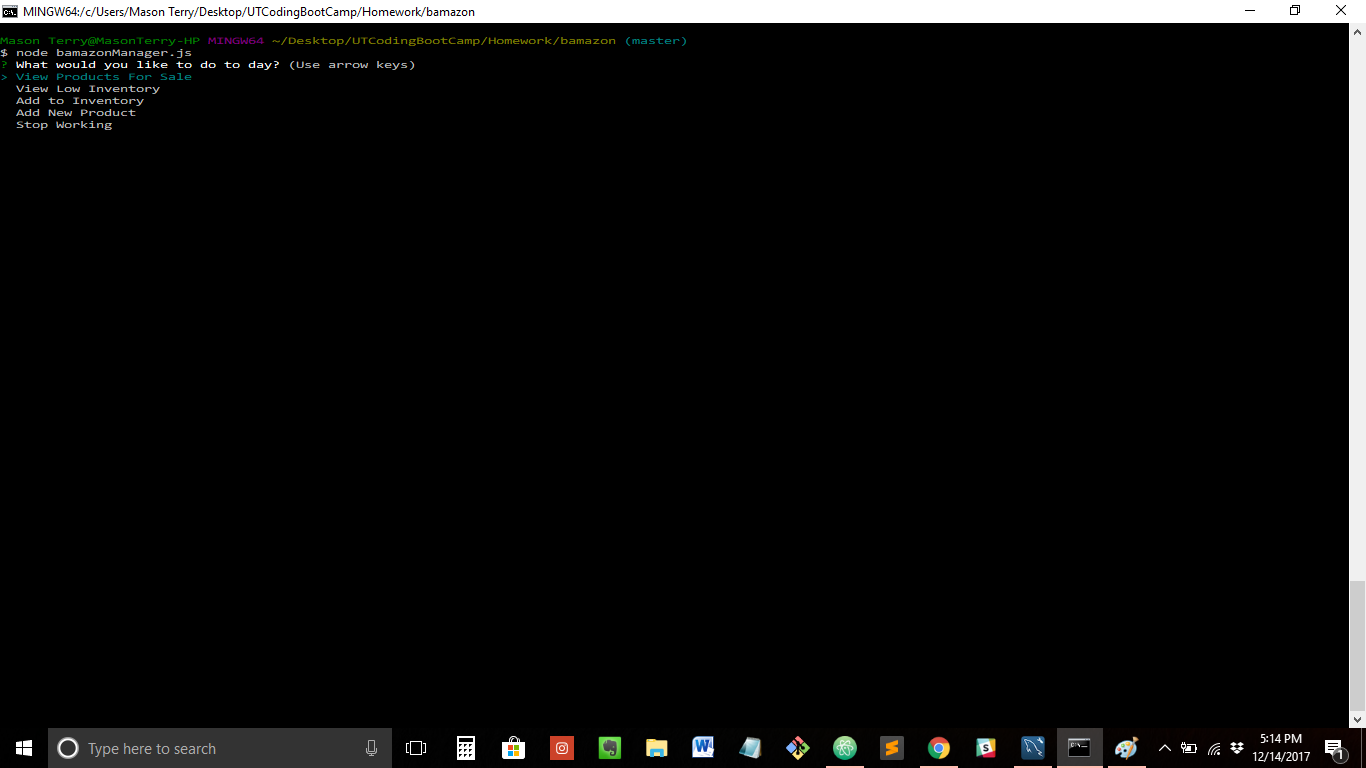 MINGW64:/c/Users/Mason Terry/Desktop/UTCodingBootCamp/Homework/bamazon
Mason Terry@MasonTerry-HP MINGW64 ~/Desktop/UTCodingBootCamp/Homework/bamazon (master)
$ node bamazonManager.js
? What would you like to do to day? (Use arrow keys)
> View Products For Sale
View Low Inventory
Add to Inventory
Add New Product
Stop Working
Type here to search
5:14 PM
12/14/2017
1